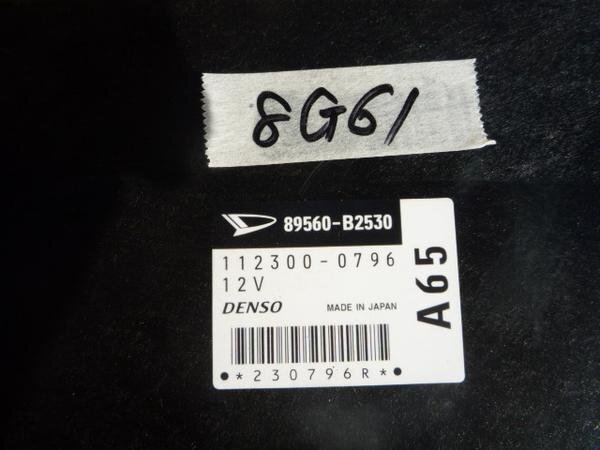 8G61
89560-B2530
112300-0796
12V
DENSO MADE IN JAPAN
A65
*230796R*